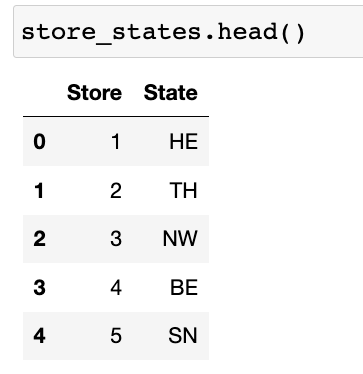 store_states.head()
Store State
0 1 HE
1 2 TH
2 3 NW
3 4 BE
4 5 SN